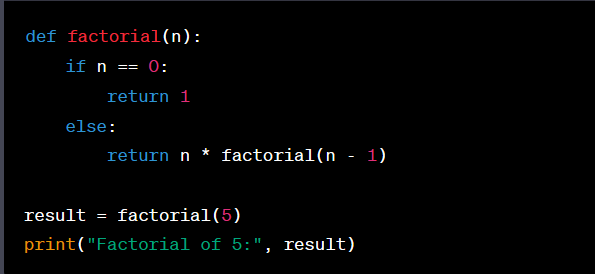 def factorial(n):
    if n == 0:
        return 1
    else:
        return n * factorial(n - 1)

result = factorial(5)
print("Factorial of 5:", result)